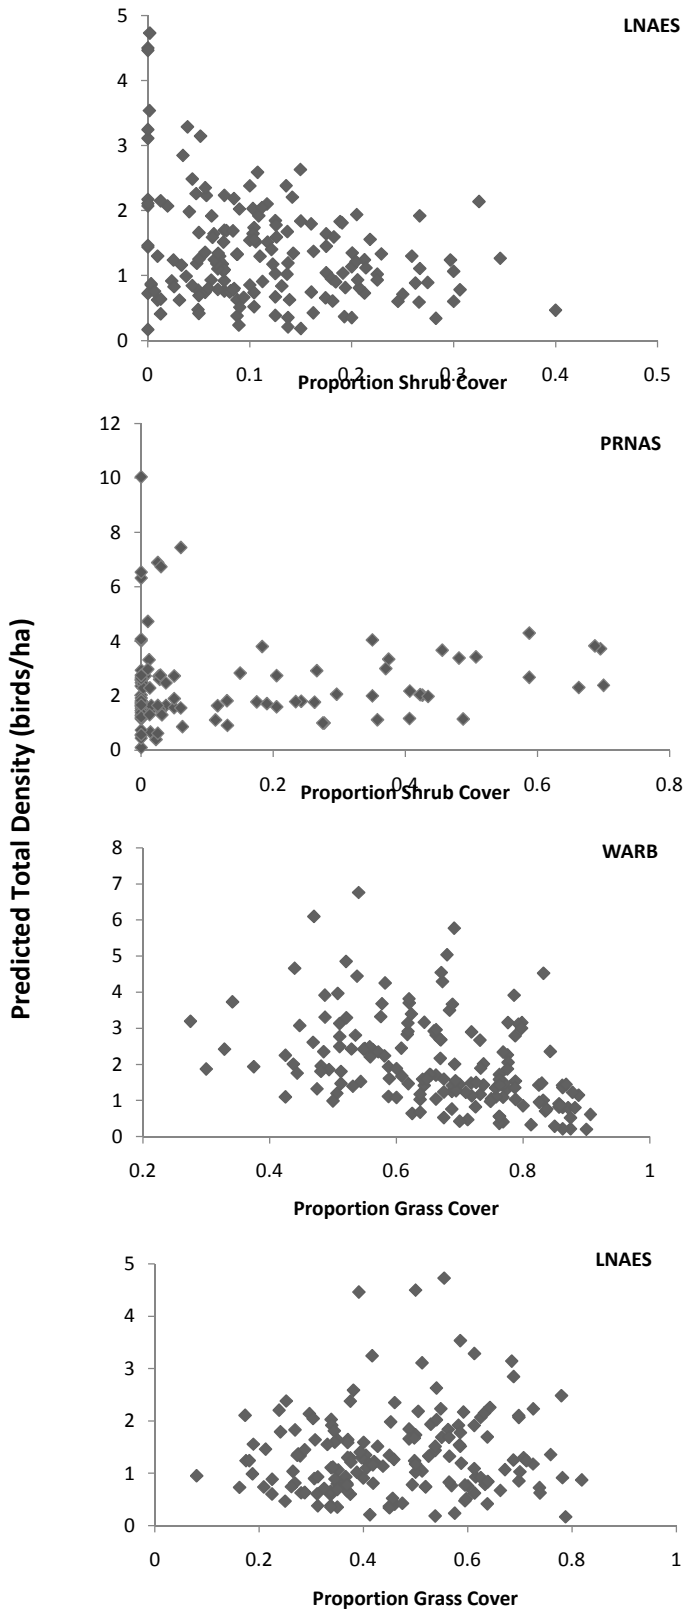 Predicted Total Density (birds/ha)
LNAES
5
4
3
2
1
0
0 0.1 0.2 0.3 0.4 0.5
Proportion Shrub Cover
PRNAS
12
10
8
6
4
2
0
0 0.2 0.4 0.6 0.8
Proportion Shrub Cover
WARB
8
7
6
5
4
3
2
1
0
0.2 0.4 0.6 0.8 1
Proportion Grass Cover
LNAES
5
4
3
2
1
0
0 0.2 0.4 0.6 0.8 1
Proportion Grass Cover